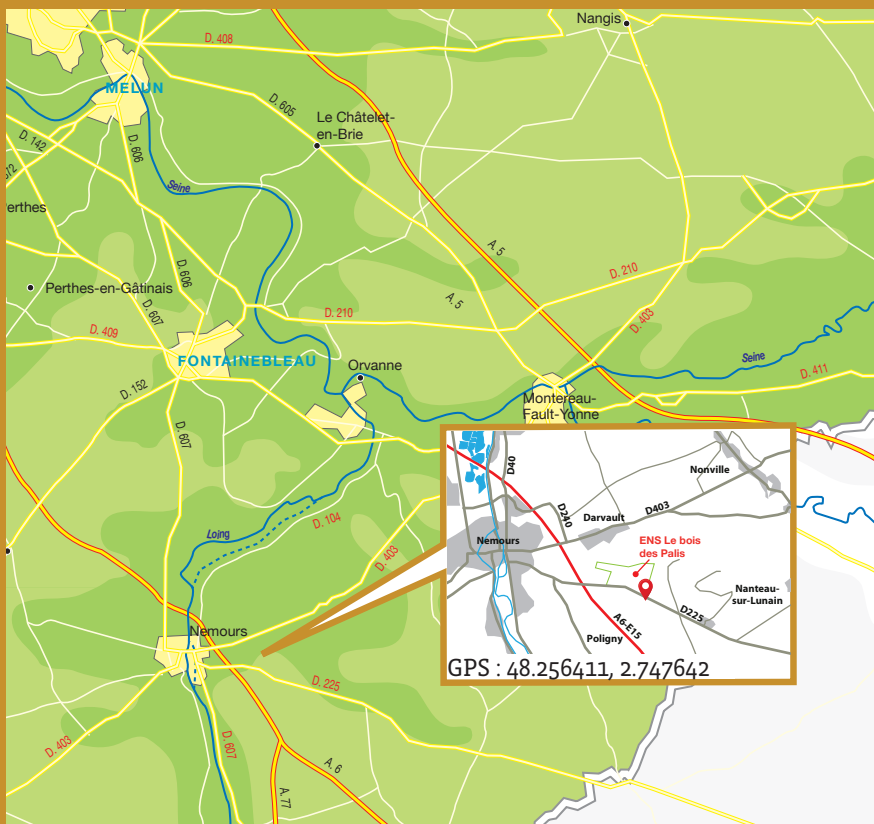 Nangis
D. 408
MELUN
D. 605
Le Châtelet-
en-Brie
D. 142
D. 606
Seine
erthes
A. 5
D. 606
D. 210
Perthes-en-Gâtinais
A. 5
D. 607
D. 210
D. 403
D. 409
FONTAINEBLEAU
Seine
Orvanne
D. 411
D. 152
Montereau-
Fault-Yonne
D. 607
D. 104
Loing
D. 403
Nemours
D. 225
D. 403
D. 607
A. 6
A. 77
D40
Nonville
D240
Darvault
D403
Nemours
ENS Le bois
des Palis
Nanteau-
sur-Lunain
D225
A6-E15
Poligny
GPS : 48.256411, 2.747642